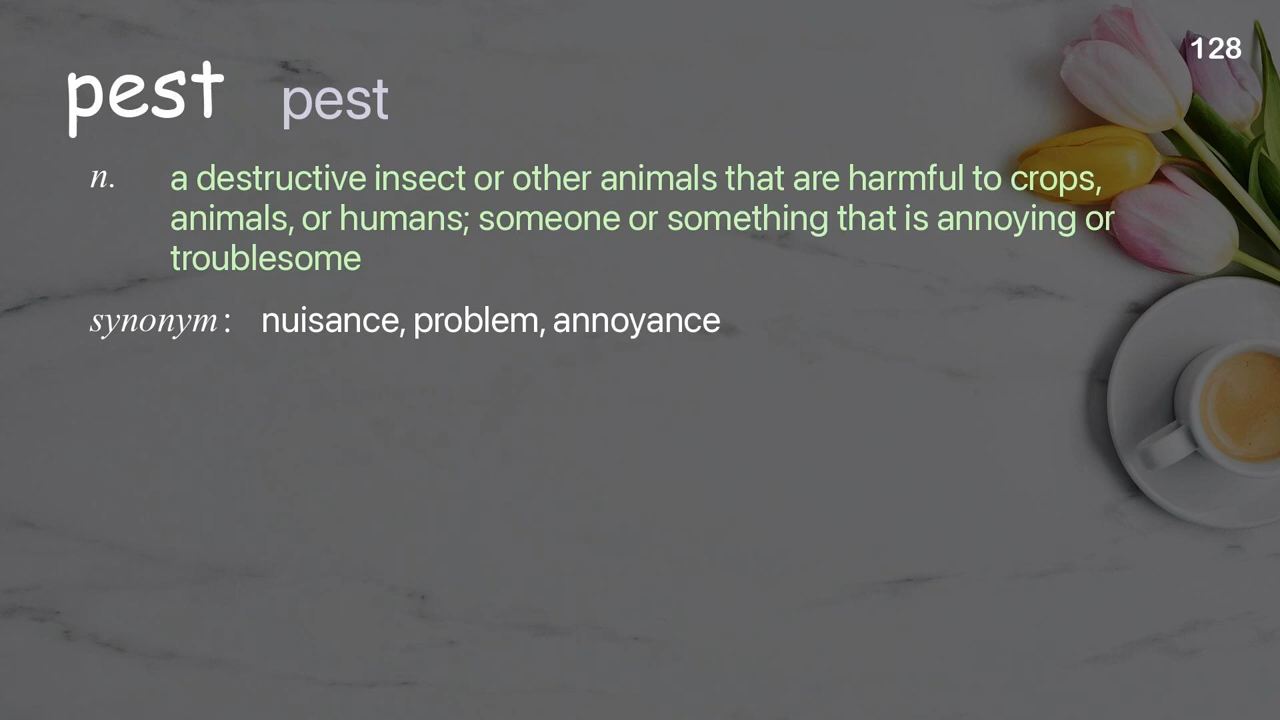 128
pest pest
n. a destructive insect or other animals that are harmful to crops,
animals, or humans; someone or something that is annoying or
troublesome
synonym : nuisance, problem, annoyance